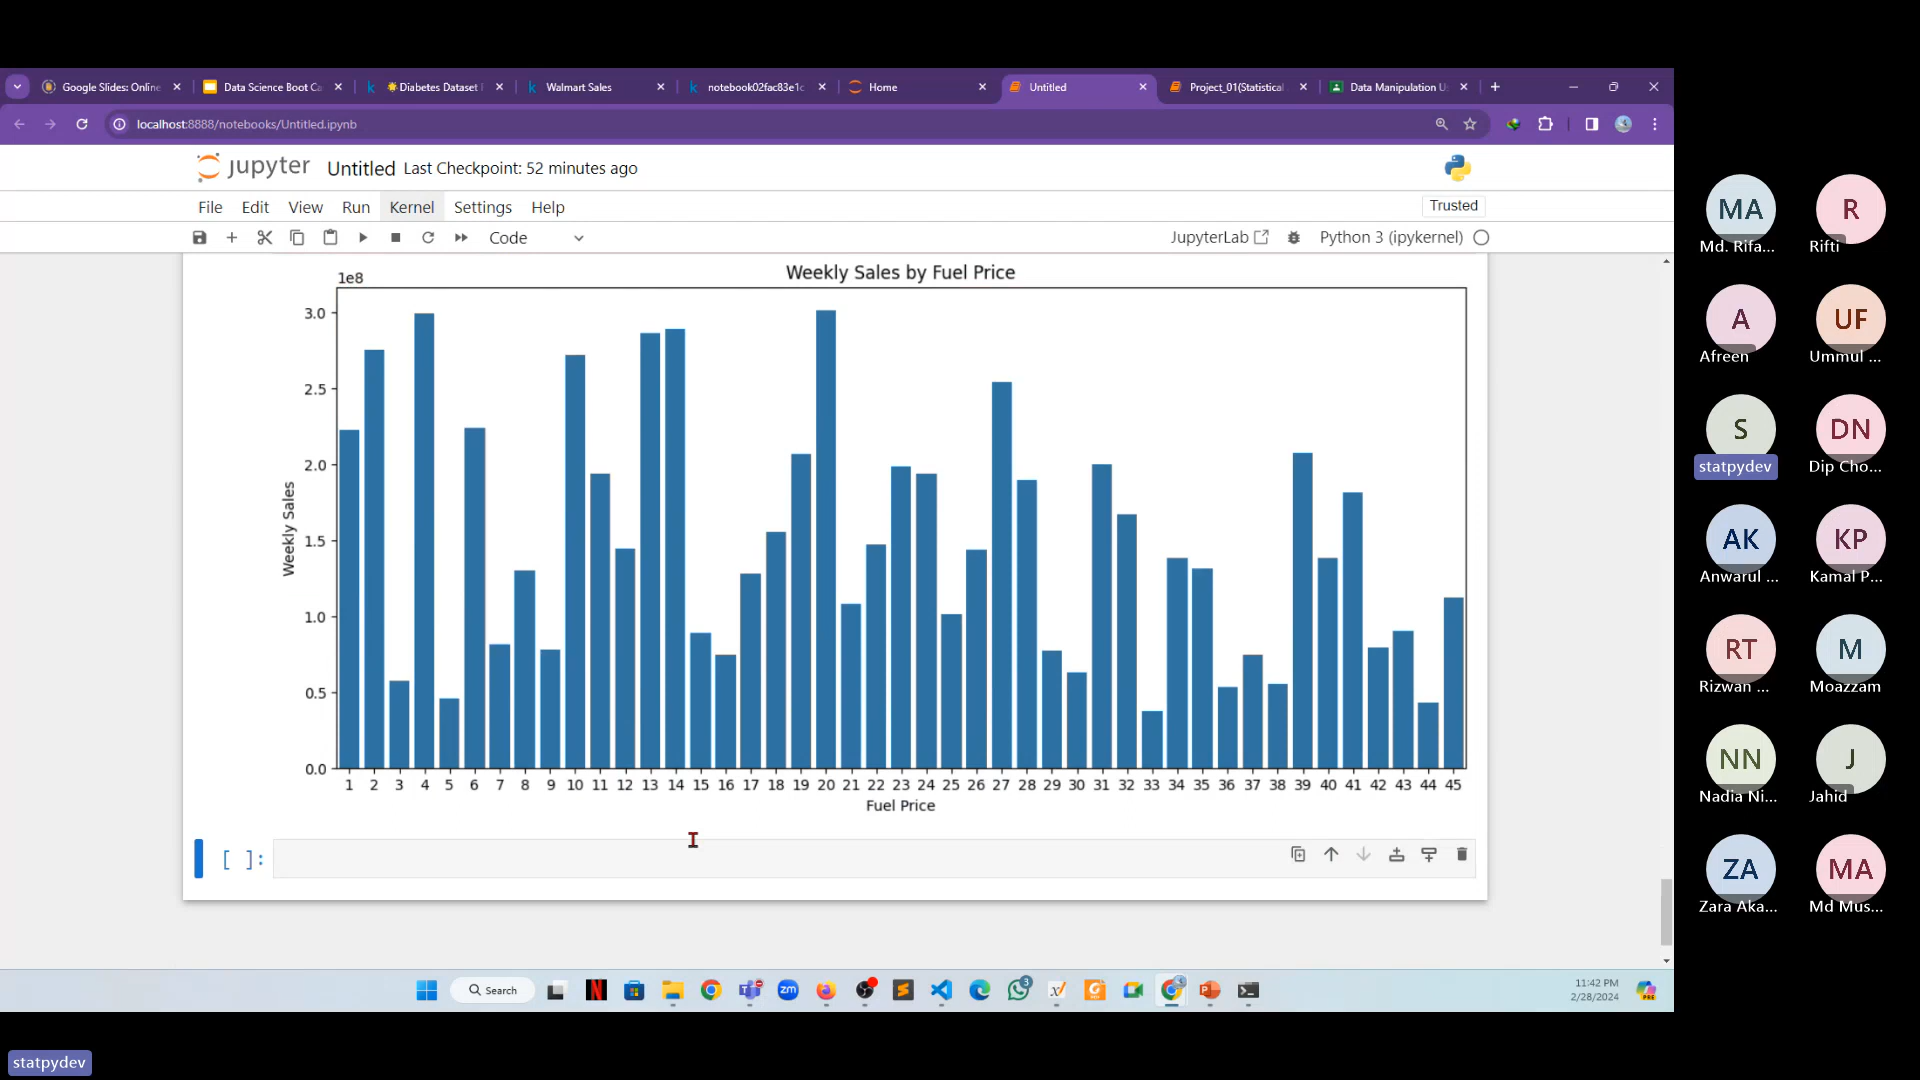 Google Slides: Online
Data Science Boot Ca
Diabetes Dataset
Walmart Sales
notebook02fac83e1c
Home
Untitled
Project_01(Statistical
Data Manipulation U
localhost:8888/notebooks/Untitled.ipynb
jupyter Untitled Last Checkpoint: 52 minutes ago
File Edit View Run Kernel Settings Help
Trusted
Code
JupyterLab
Python 3 (ipykernel)
Weekly Sales by Fuel Price
1e8
3.0
2.5
2.0
1.5
1.0
0.5
0.0
Weekly Sales
1 2 3 4 5 6 7 8 9 10 11 12 13 14 15 16 17 18 19 20 21 22 23 24 25 26 27 28 29 30 31 32 33 34 35 36 37 38 39 40 41 42 43 44 45
Fuel Price
[ ]:
Search
zm
3
11:42 PM
2/28/2024
PRE
MA
Md. Rifa...
R
Rifti
A
Afreen
UF
Ummul ...
S
statpydev
DN
Dip Cho...
AK
Anwarul ...
KP
Kamal P...
RT
Rizwan ...
M
Moazzam
NN
Nadia Ni...
J
Jahid
ZA
Zara Aka...
MA
Md Mus...
statpydev